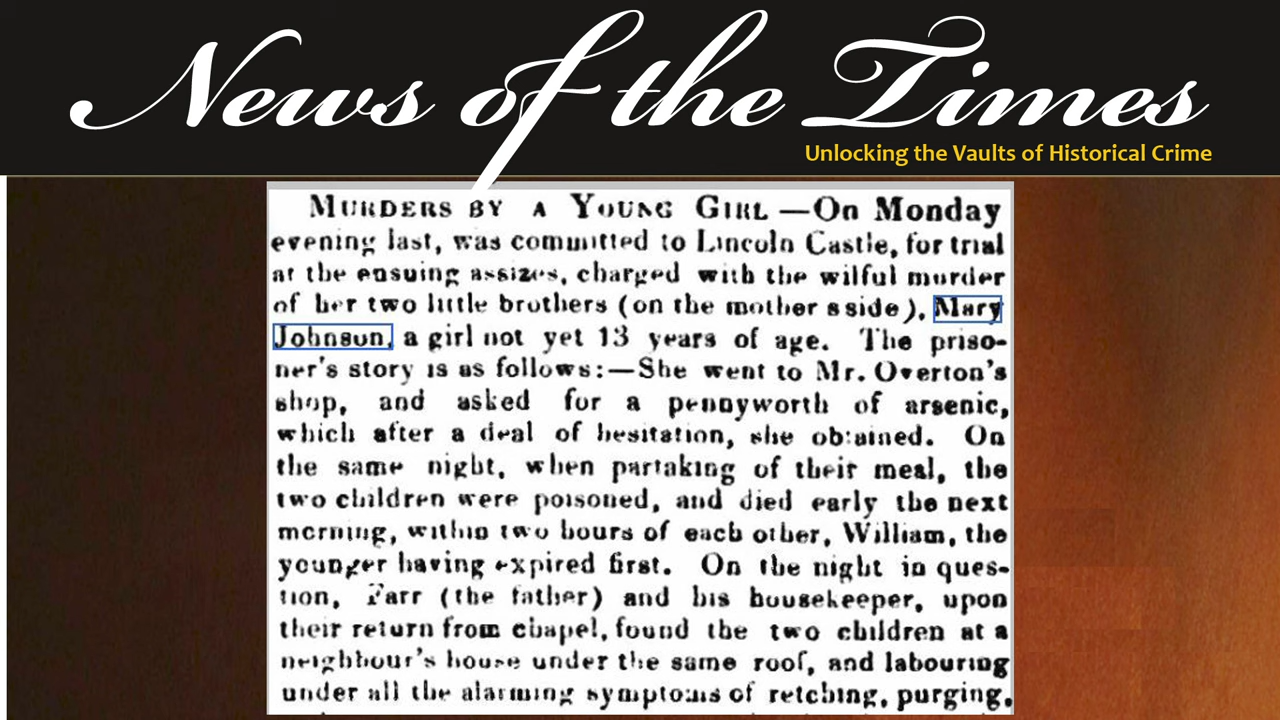 News of the Times
Unlocking the Vaults of Historical Crime
MURDERS BY A YOUNG GIRL —On Monday
evening last, was committed to Lincoln Castle, for trial
at the ensuing assizes, charged with the wilful murder
of her two little brothers (on the mother s side), Mary
Johnson, a girl not yet 13 years of age. The priso-
ner's story is as follows:—She went to Mr. Overton's
shop, and asked for a pennyworth of arsenic,
which after a deal of hesitation, she obtained. On
the same night, when partaking of their meal, the
two children were poisoned, and died early the next
morning, within two hours of each other, William, the
younger having expired first. On the night in ques-
tion, Farr (the father) and his housekeeper, upon
their return from chapel, found the two children at a
neighbour's house under the same roof, and labouring
under all the alarming symptoms of retching, purging,